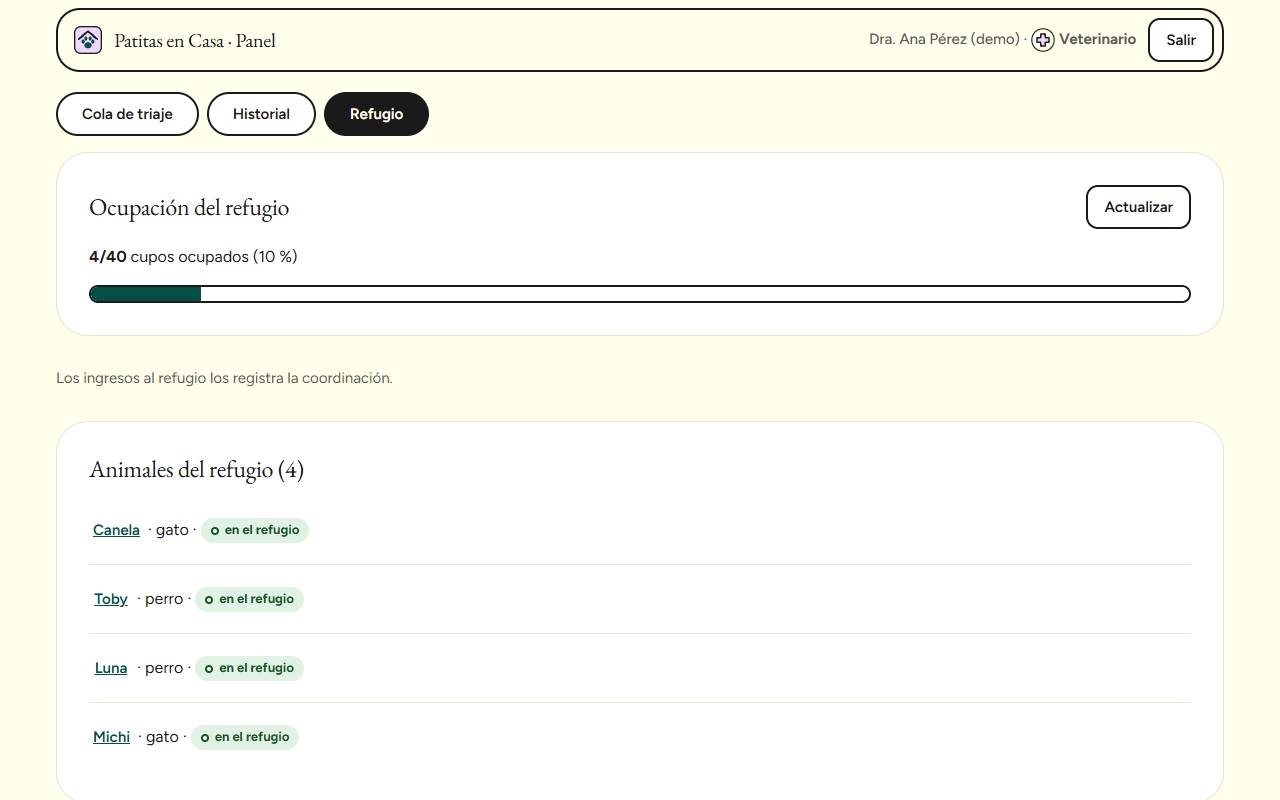 Patitas en Casa · Panel
Dra. Ana Pérez (demo) · Veterinario
Salir
Cola de triaje
Historial
Refugio
Ocupación del refugio
Actualizar
4/40 cupos ocupados (10 %)
Los ingresos al refugio los registra la coordinación.
Animales del refugio (4)
Canela · gato · en el refugio
Toby · perro · en el refugio
Luna · perro · en el refugio
Michi · gato · en el refugio